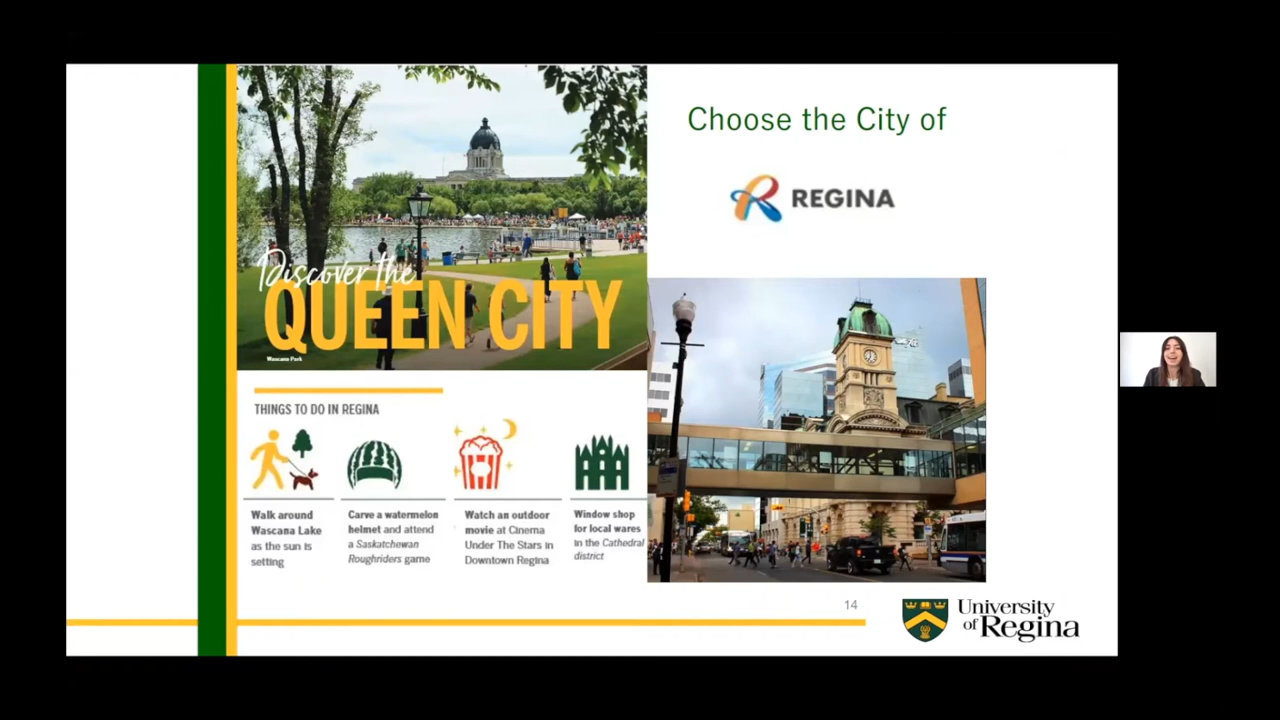 Choose the City of
REGINA
Discover the
QUEEN CITY
Wascana Park
THINGS TO DO IN REGINA
Walk around
Wascana Lake
as the sun is
setting
Carve a watermelon
helmet and attend
a Saskatchewan
Roughriders game
Watch an outdoor
movie at Cinema
Under The Stars in
Downtown Regina
Window shop
for local wares
in the Cathedral
district
14
University
of Regina